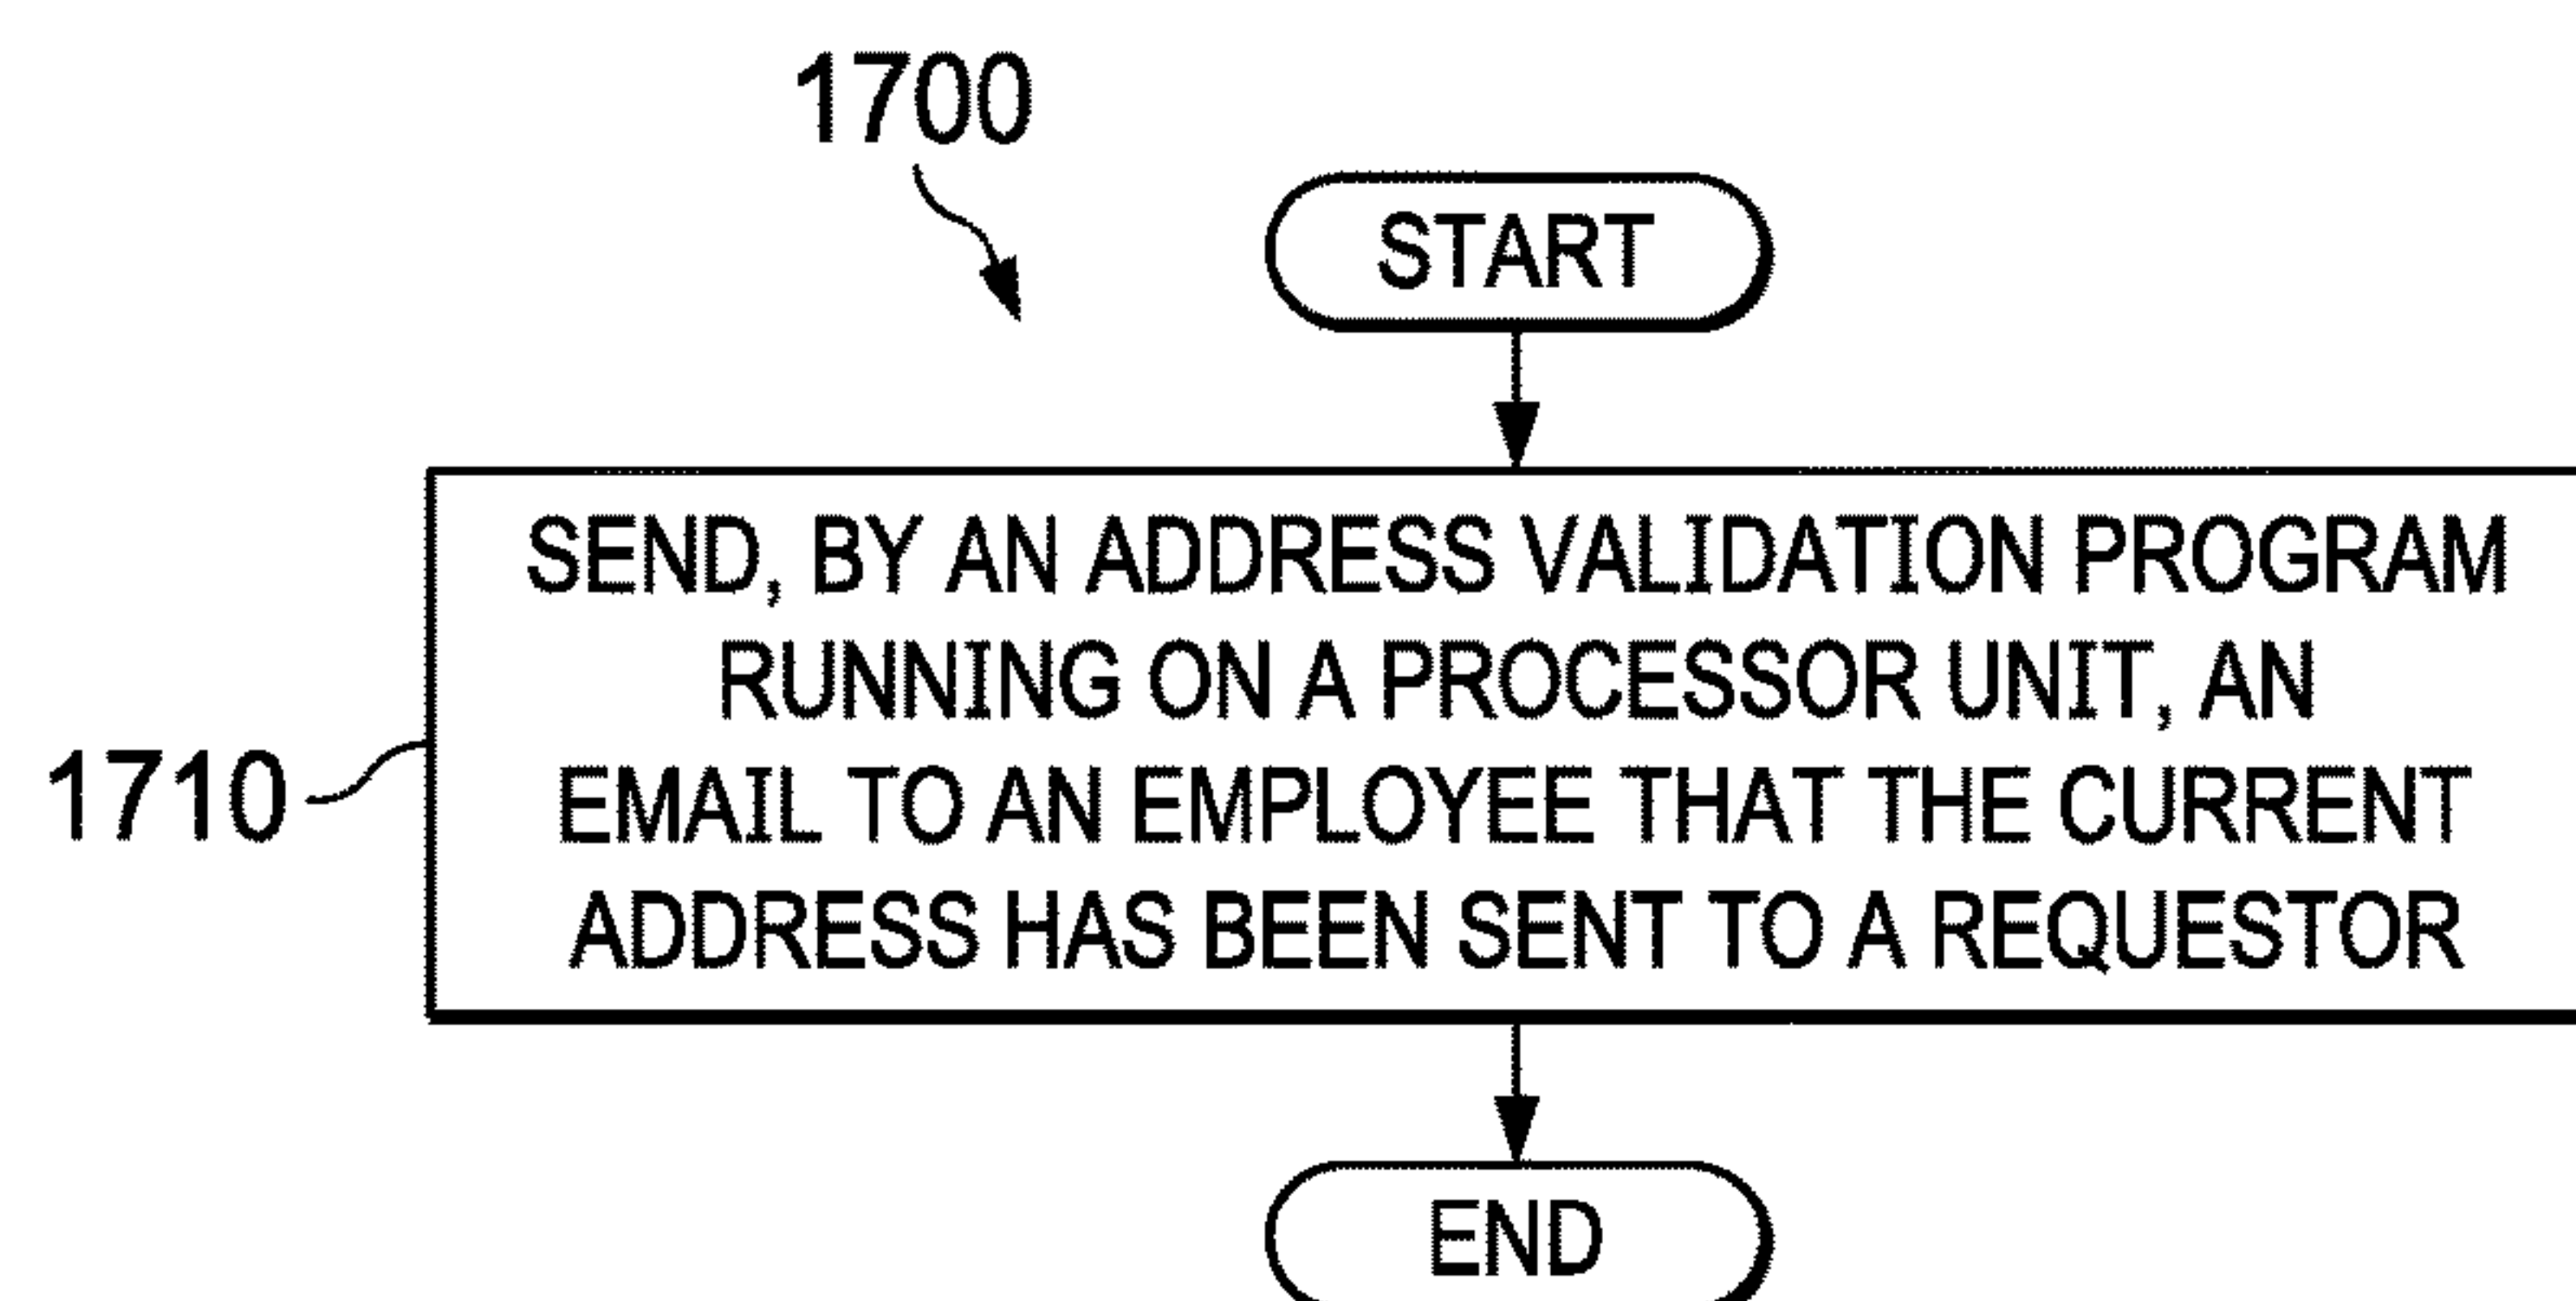 1700
START
SEND, BY AN ADDRESS VALIDATION PROGRAM
RUNNING ON A PROCESSOR UNIT, AN
EMAIL TO AN EMPLOYEE THAT THE CURRENT
ADDRESS HAS BEEN SENT TO A REQUESTOR
1710
END